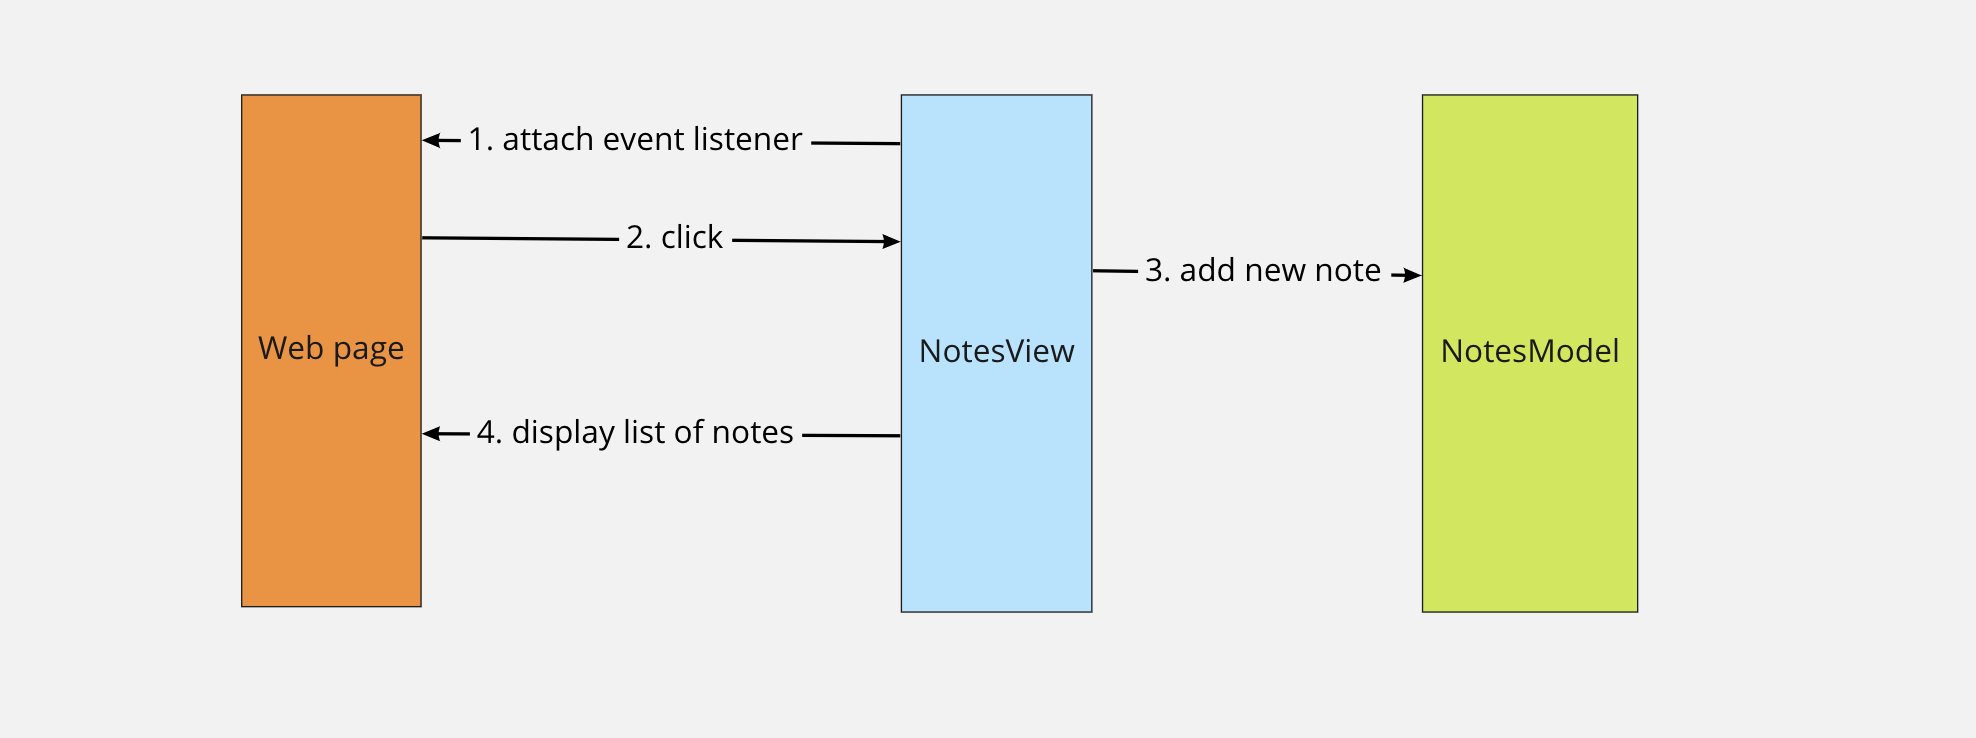 1. attach event listener
2. click
3. add new note
Web page
NotesView
NotesModel
4. display list of notes